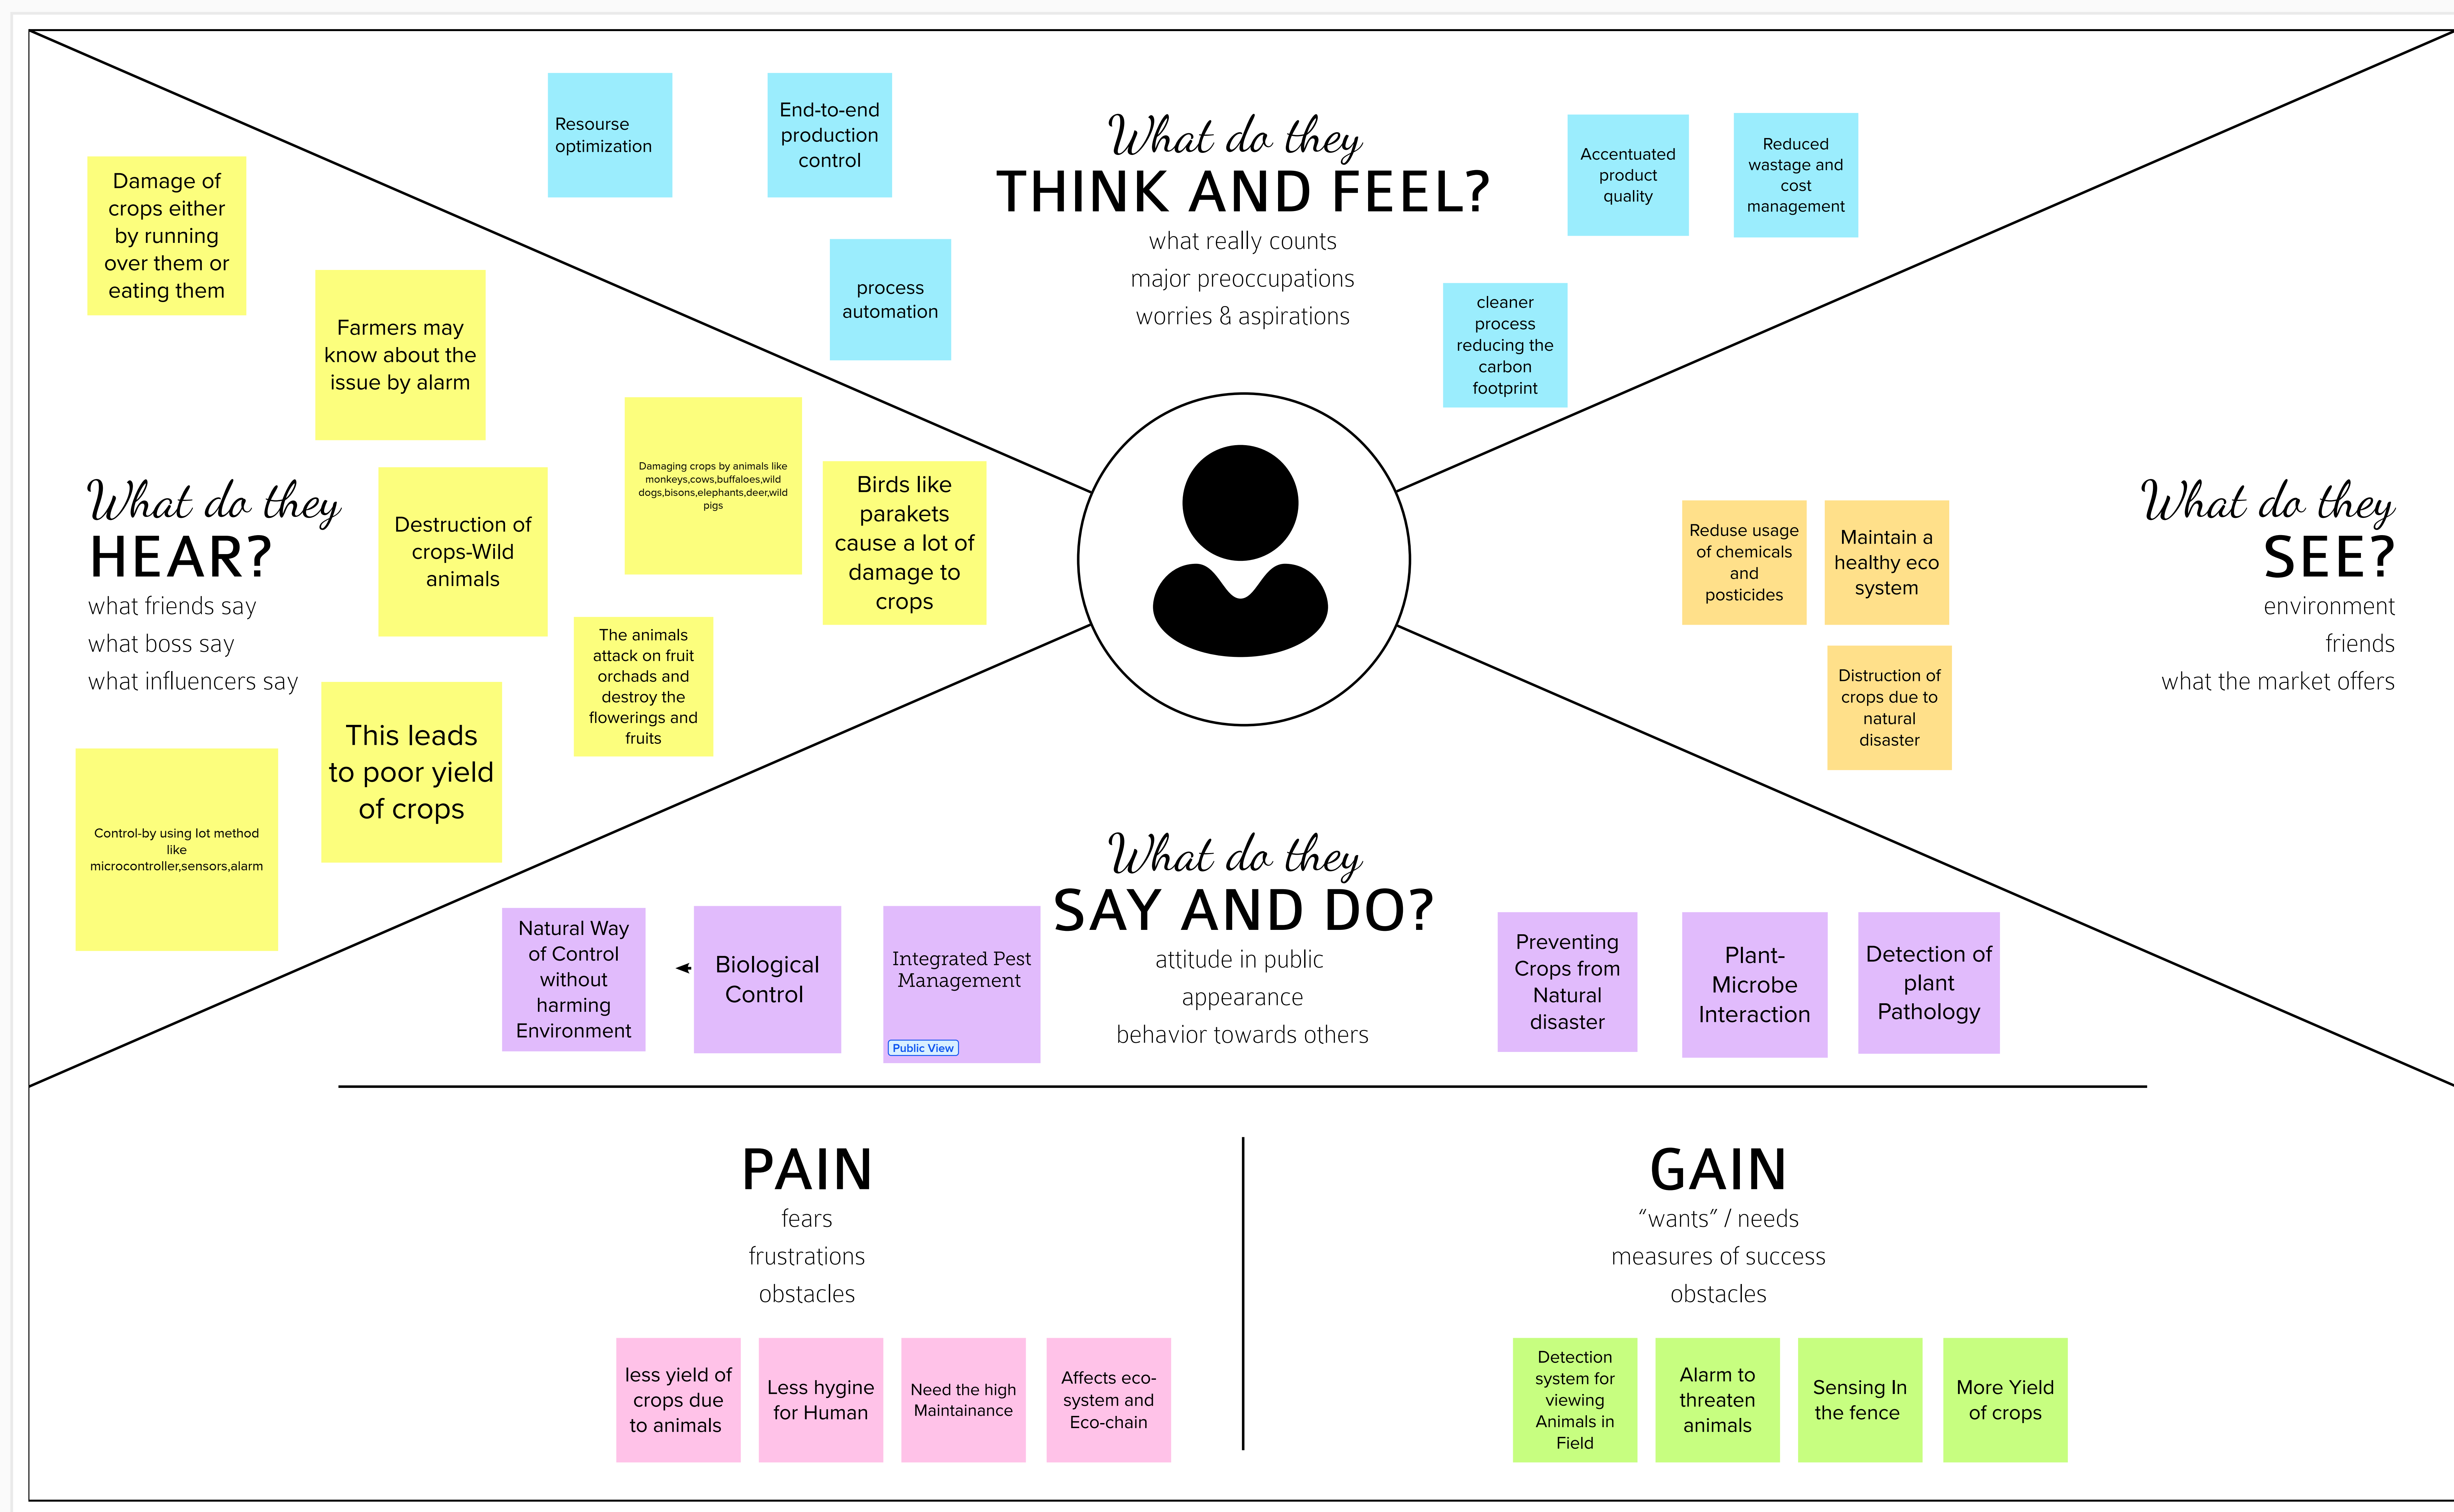 Resourse
optimization
End-to-end
production
control
process
automation
What do they
THINK AND FEEL?
what really counts
major preoccupations
worries & aspirations
Accentuated
product
quality
Reduced
wastage and
cost
management
cleaner
process
reducing the
carbon
footprint
Damage of
crops either
by running
over them or
eating them
Farmers may
know about the
issue by alarm
What do they
HEAR?
what friends say
what boss say
what influencers say
Destruction of
crops-Wild
animals
Damaging crops by animals like
monkeys,cows,buffaloes,wild
dogs,bisons,elephants,deer,wild
pigs
Birds like
parakets
cause a lot of
damage to
crops
The animals
attack on fruit
orchads and
destroy the
flowerings and
fruits
This leads
to poor yield
of crops
Control-by using Iot method
like
microcontroller,sensors,alarm
Reduse usage
of chemicals
and
posticides
Maintain a
healthy eco
system
Distruction of
crops due to
natural
disaster
What do they
SEE?
environment
friends
what the market offers
Natural Way
of Control
without
harming
Environment
Biological
Control
Integrated Pest
Management
Public View
What do they
SAY AND DO?
attitude in public
appearance
behavior towards others
Preventing
Crops from
Natural
disaster
Plant-
Microbe
Interaction
Detection of
plant
Pathology
PAIN
fears
frustrations
obstacles
less yield of
crops due
to animals
Less hygine
for Human
Need the high
Maintainance
Affects eco-
system and
Eco-chain
GAIN
“wants” / needs
measures of success
obstacles
Detection
system for
viewing
Animals in
Field
Alarm to
threaten
animals
Sensing In
the fence
More Yield
of crops